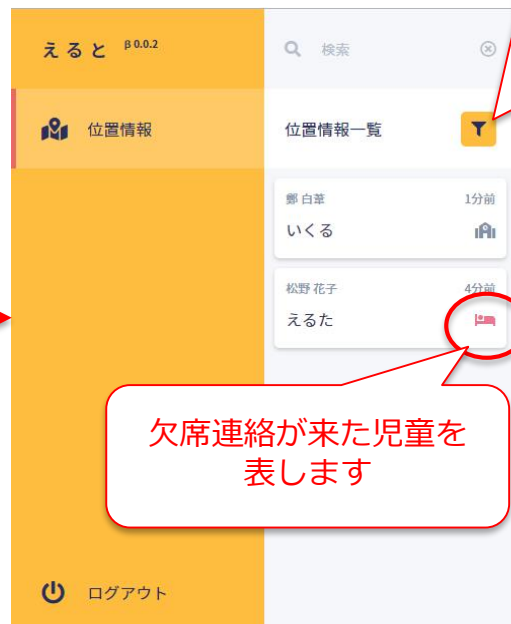 えると β 0.0.2
検索
位置情報
位置情報一覧
鄭 白華
1分前
いくる
松野 花子
4分前
えるた
欠席連絡が来た児童を
表します
ログアウト